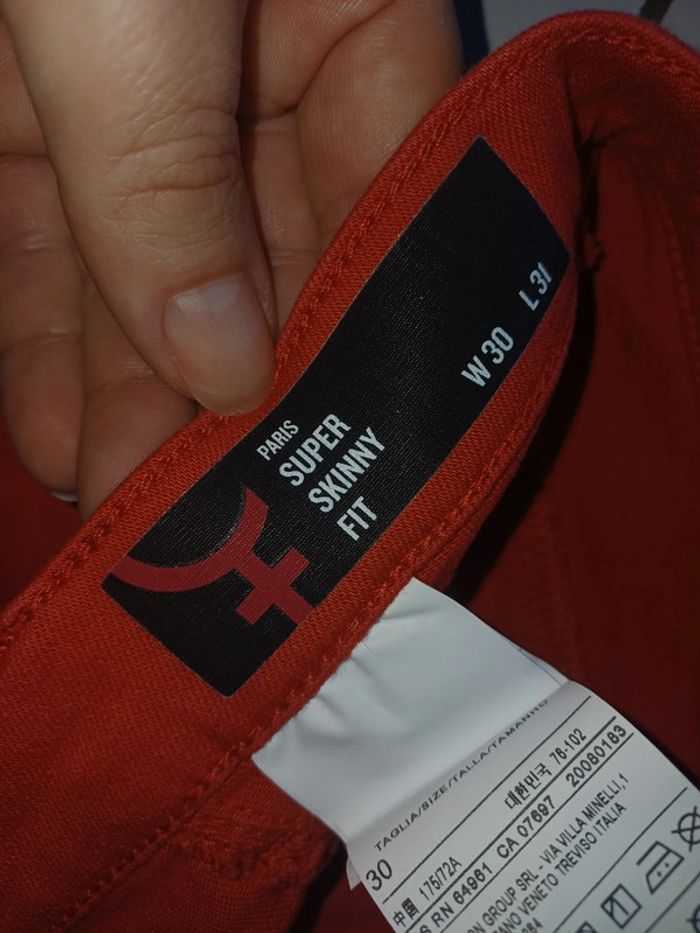 PARIS
SUPER
SKINNY
FIT
W 30 L 31
TAGLIA/SIZE/TALLA/TAMANHO
30
대한민국 76-102
中国 175/72A
RN 64961 CA 07697 20080183
GROUP SRL - VIA VILLA MINELLI, 1
VENETO TREVISO ITALIA